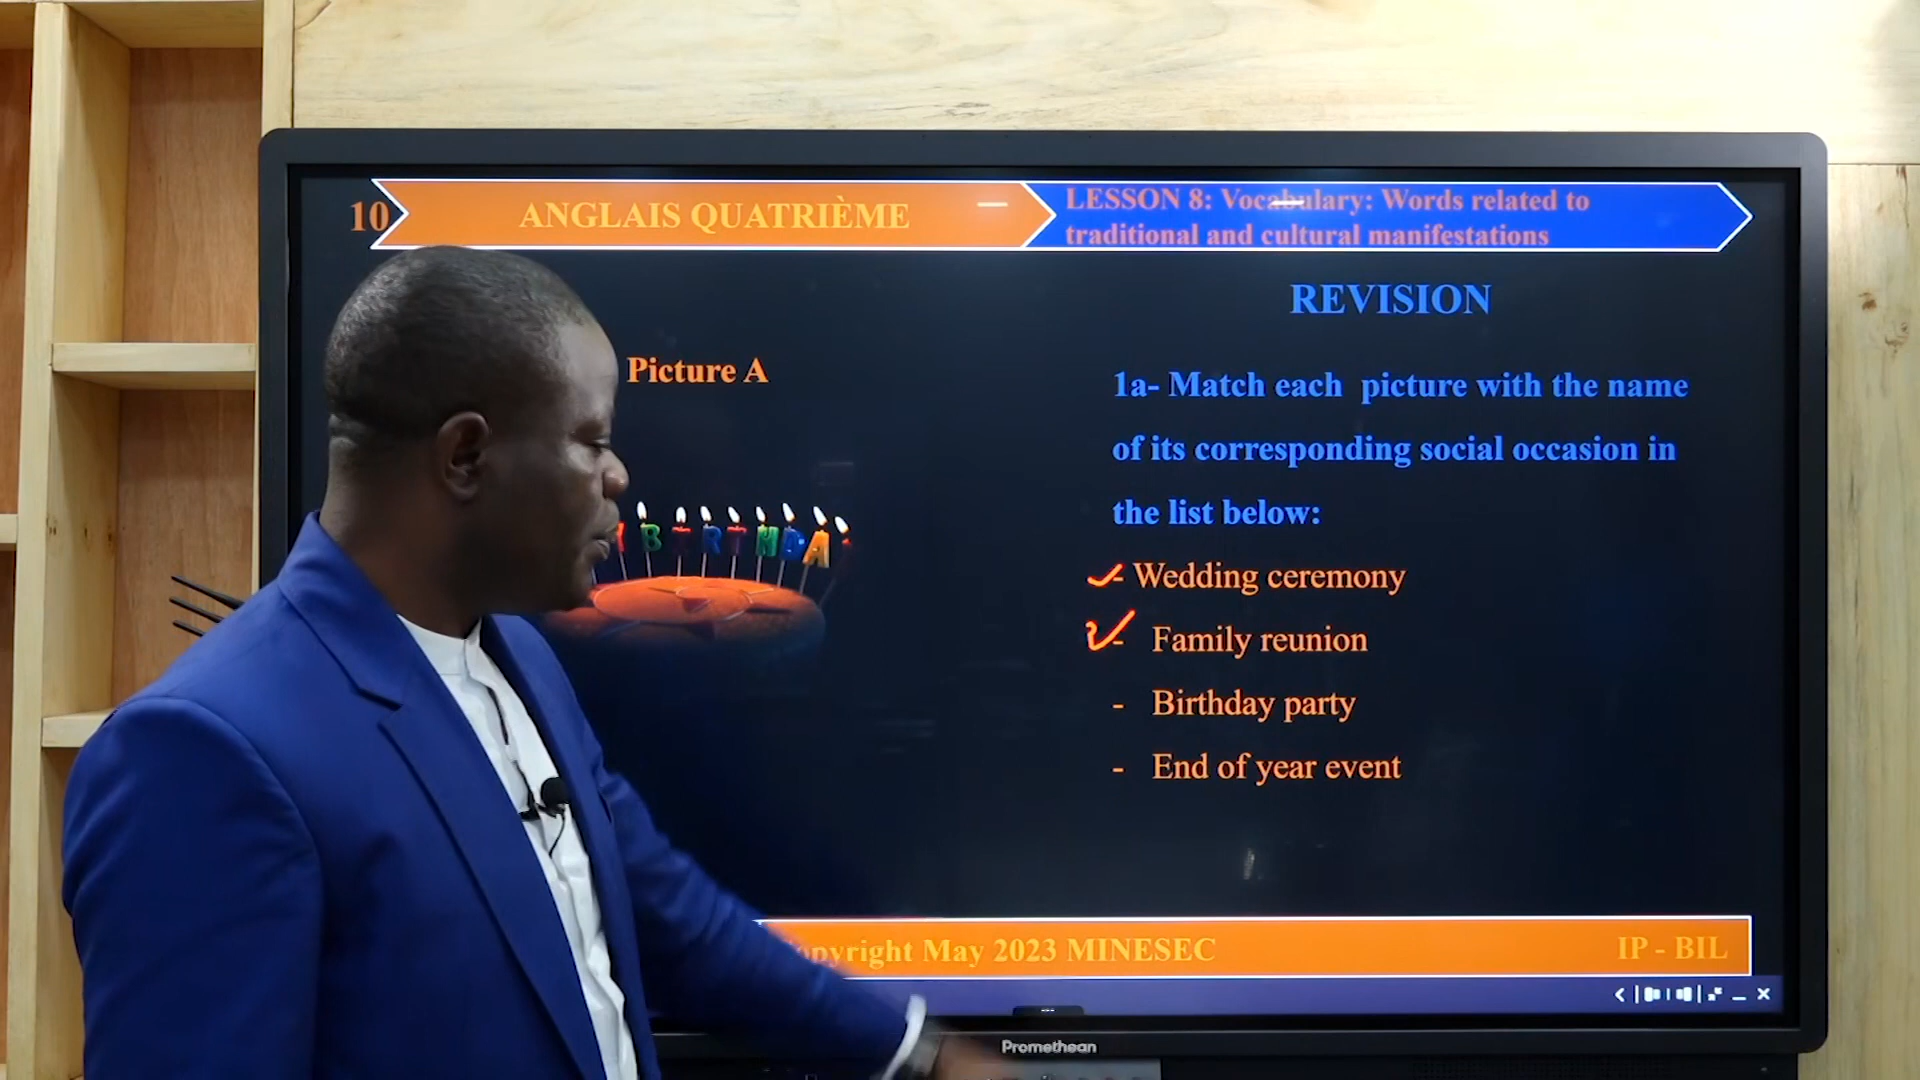 10
ANGLAIS QUATRIÈME
LESSON 8: Vocabulary: Words related to
traditional and cultural manifestations
REVISION
Picture A
1a- Match each picture with the name
of its corresponding social occasion in
the list below:
- Wedding ceremony
- Family reunion
- Birthday party
- End of year event
May 2023 MINESEC
IP - BIL
Promethean